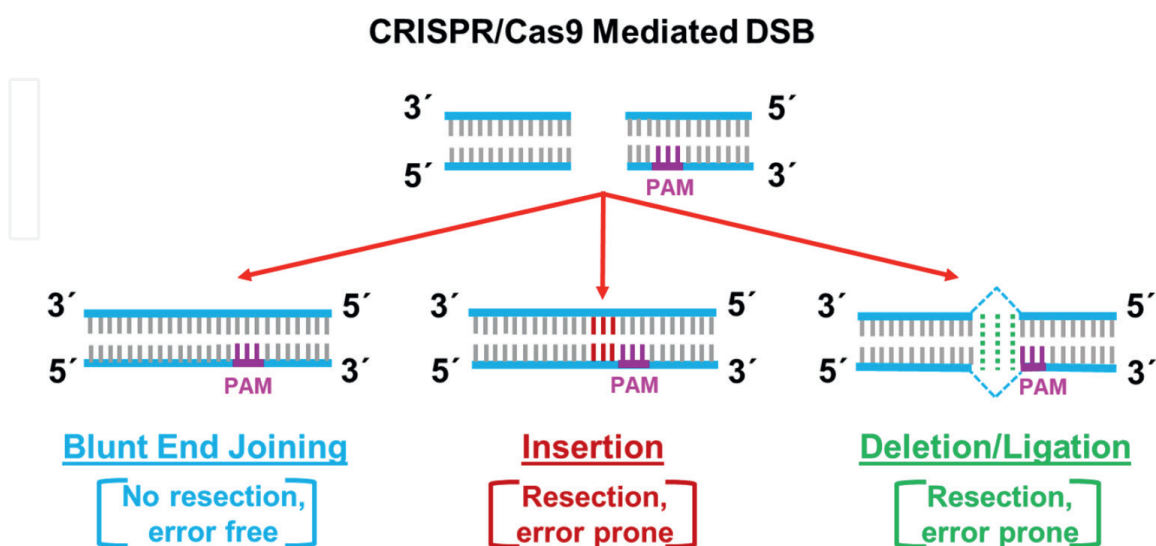 CRISPR/Cas9 Mediated DSB
3´ 5´
5´ 3´
PAM
3´ 5´ 3´ 5´ 3´ 5´
5´ 3´ 5´ 3´ 5´ 3´
PAM PAM PAM
Blunt End Joining
No resection,
error free
Insertion
Resection,
error prone
Deletion/Ligation
Resection,
error prone